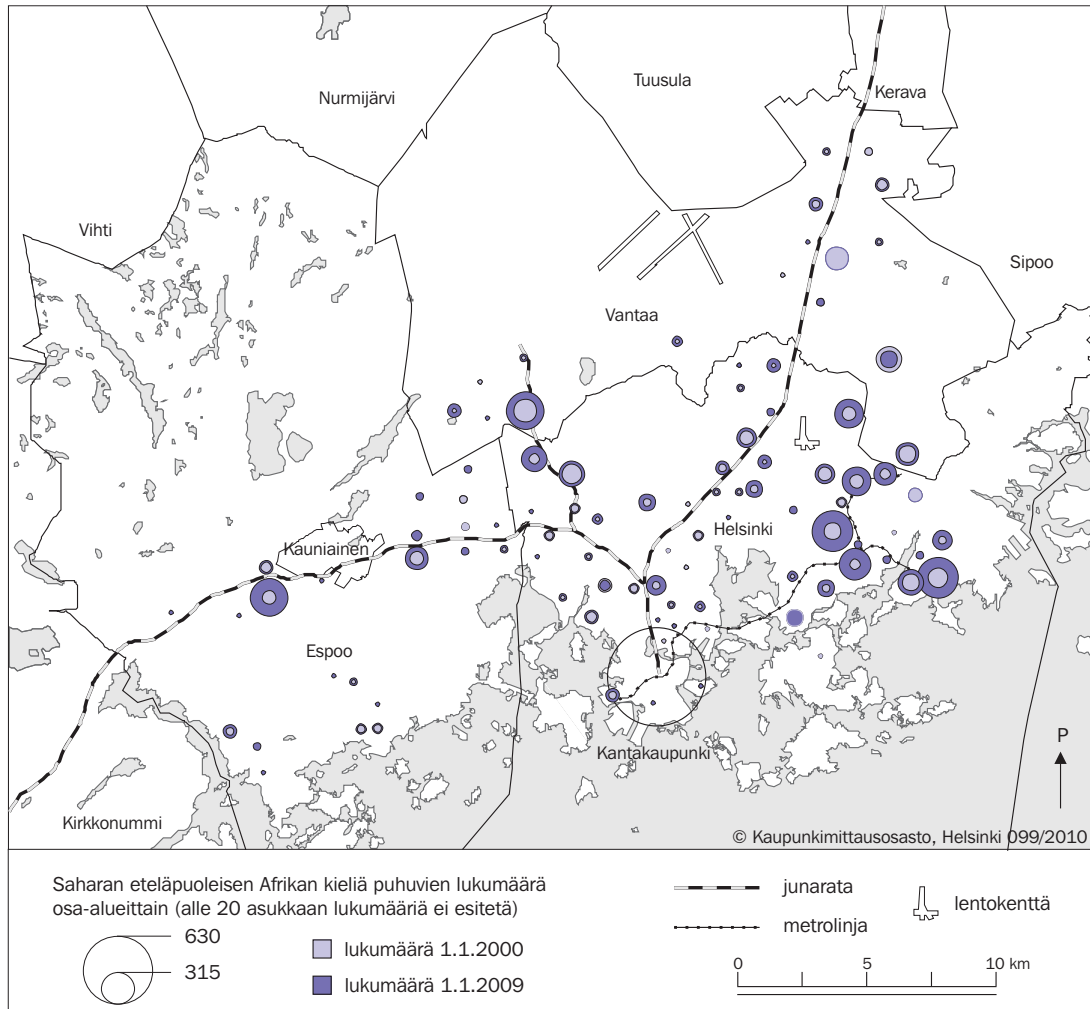 Tuusula
Nurmijärvi
Kerava
Vihti
Sipoo
Vantaa
Helsinki
Kauniainen
Espoo
P
Kantakaupunki
Kirkkonummi
© Kaupunkimittausosasto, Helsinki 099/2010
Saharan eteläpuoleisen Afrikan kieliä puhuvien lukumäärä
osa-alueittain (alle 20 asukkaan lukumääriä ei esitetä)
630
315
lukumäärä 1.1.2000
lukumäärä 1.1.2009
junarata
metrolinja
lentokenttä
0 5 10 km